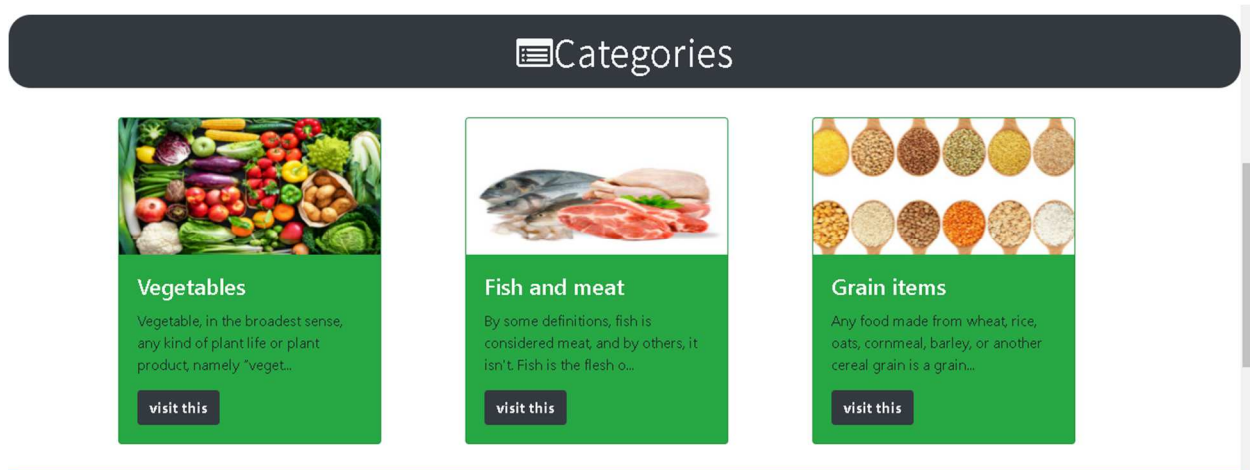 Categories
Vegetables
Vegetable, in the broadest sense,
any kind of plant life or plant
product, namely “veget...
visit this
Fish and meat
By some definitions, fish is
considered meat, and by others, it
isn't. Fish is the flesh o...
visit this
Grain items
Any food made from wheat, rice,
oats, cornmeal, barley, or another
cereal grain is a grain...
visit this